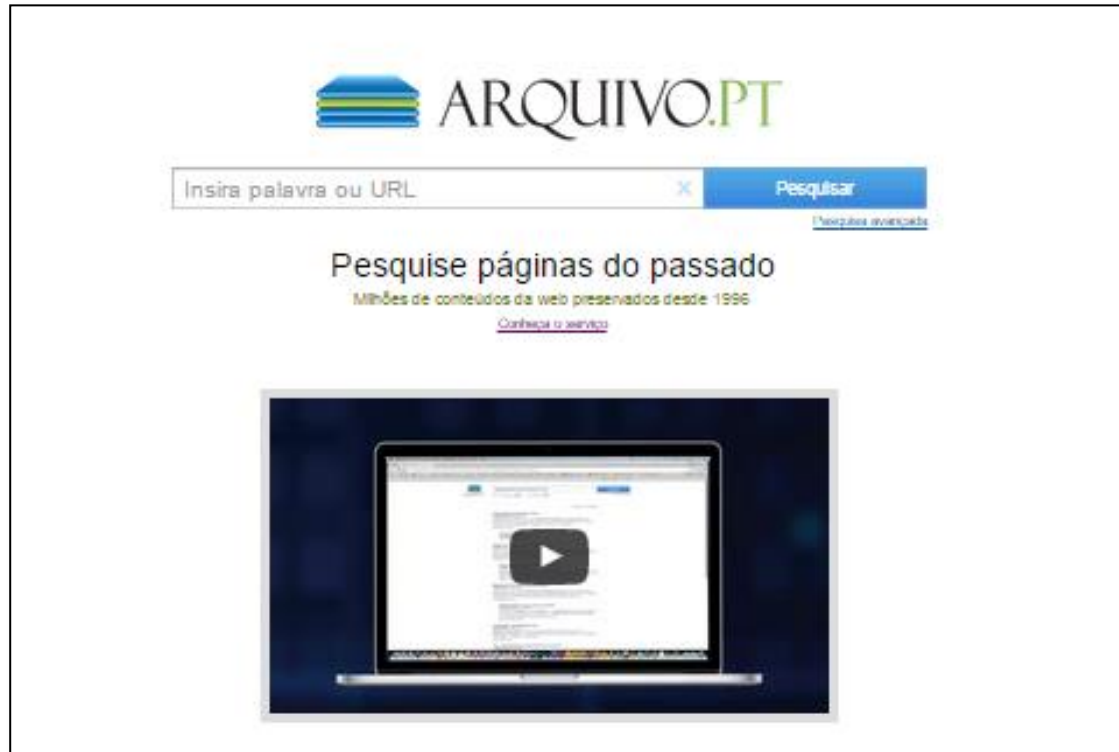 ARQUIVO.PT
Insira palavra ou URL
Pesquisar
Pesquisa avançada
Pesquise páginas do passado
Milhões de conteúdos da web preservados desde 1996
Conheça o serviço